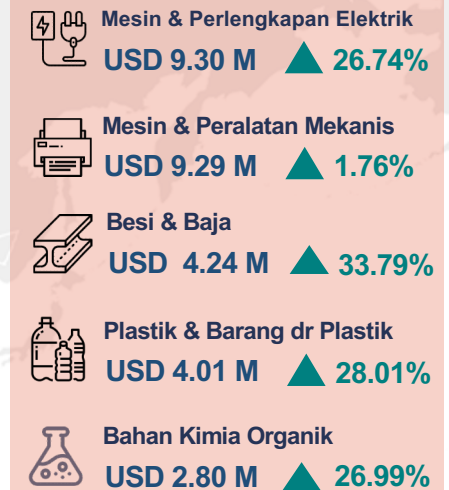 Mesin & Perlengkapan Elektrik
USD 9.30 M 26.74%
Mesin & Peralatan Mekanis
USD 9.29 M 1.76%
Besi & Baja
USD 4.24 M 33.79%
Plastik & Barang dr Plastik
USD 4.01 M 28.01%
Bahan Kimia Organik
USD 2.80 M 26.99%